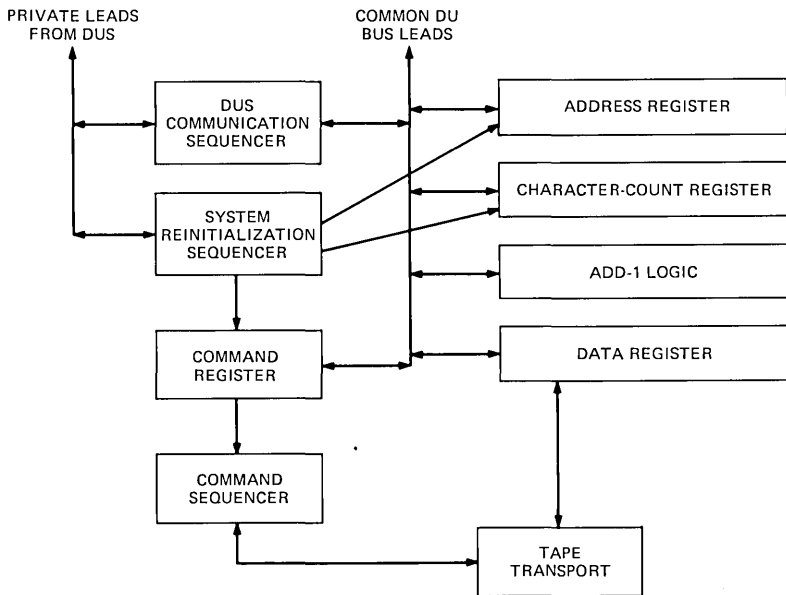 PRIVATE LEADS
FROM DUS
COMMON DU
BUS LEADS
DUS
COMMUNICATION
SEQUENCER
ADDRESS REGISTER
SYSTEM
REINITIALIZATION
SEQUENCER
CHARACTER-COUNT REGISTER
ADD-1 LOGIC
COMMAND
REGISTER
DATA REGISTER
COMMAND
SEQUENCER
TAPE
TRANSPORT